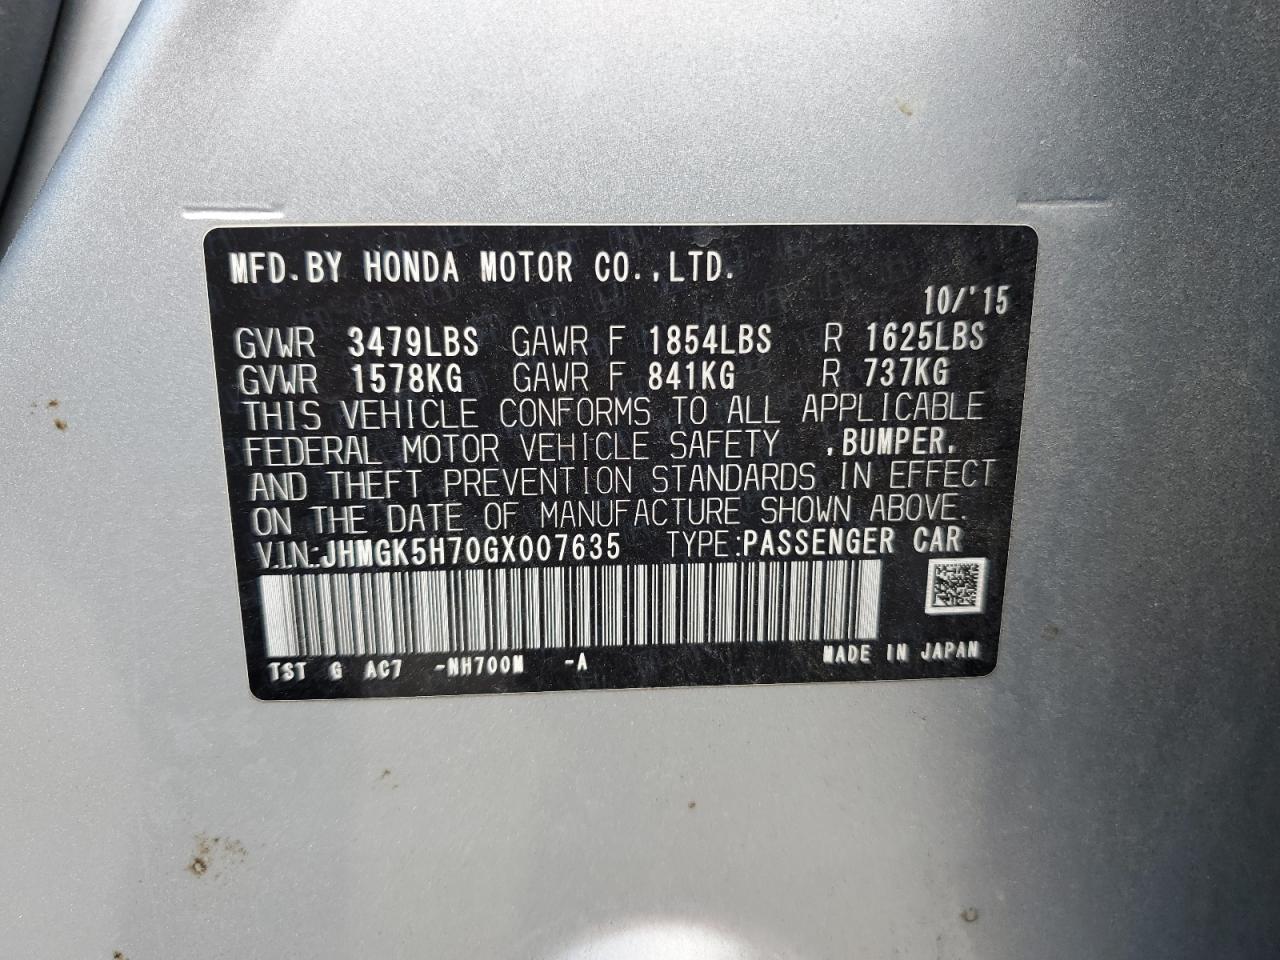 MFD.BY HONDA MOTOR CO.,LTD.
10/'15
GVWR 3479LBS GAWR F 1854LBS R 1625LBS
GVWR 1578KG GAWR F 841KG R 737KG
THIS VEHICLE CONFORMS TO ALL APPLICABLE
FEDERAL MOTOR VEHICLE SAFETY ,BUMPER,
AND THEFT PREVENTION STANDARDS IN EFFECT
ON THE DATE OF MANUFACTURE SHOWN ABOVE.
V.I.N:JHMGK5H70GX007635 TYPE:PASSENGER CAR
TST G AC7 -NH700M -A MADE IN JAPAN